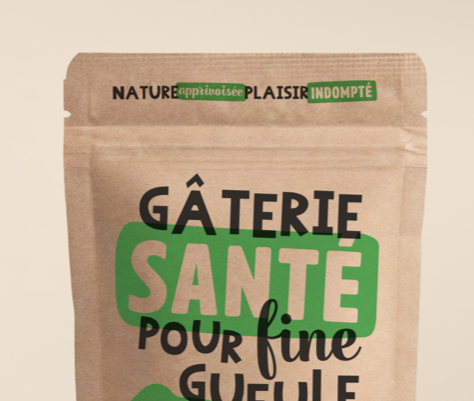 NATURE apprivoisée PLAISIR INDOMPTÉ
GÂTERIE
SANTÉ
POUR fine
GUEULE